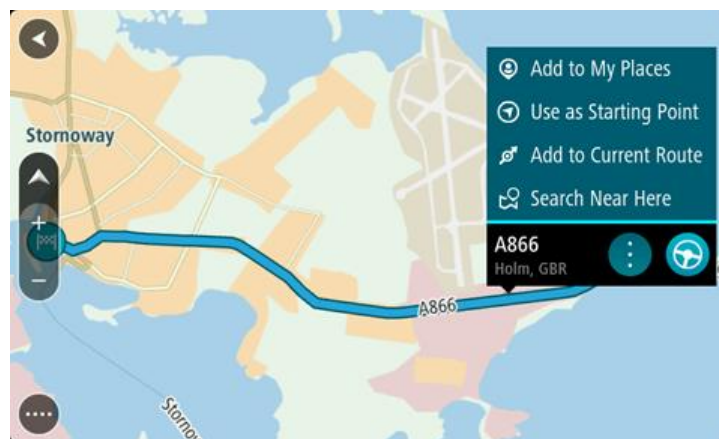 Add to My Places
Use as Starting Point
Add to Current Route
Search Near Here
Stornoway
A866
Holm, GBR
A866